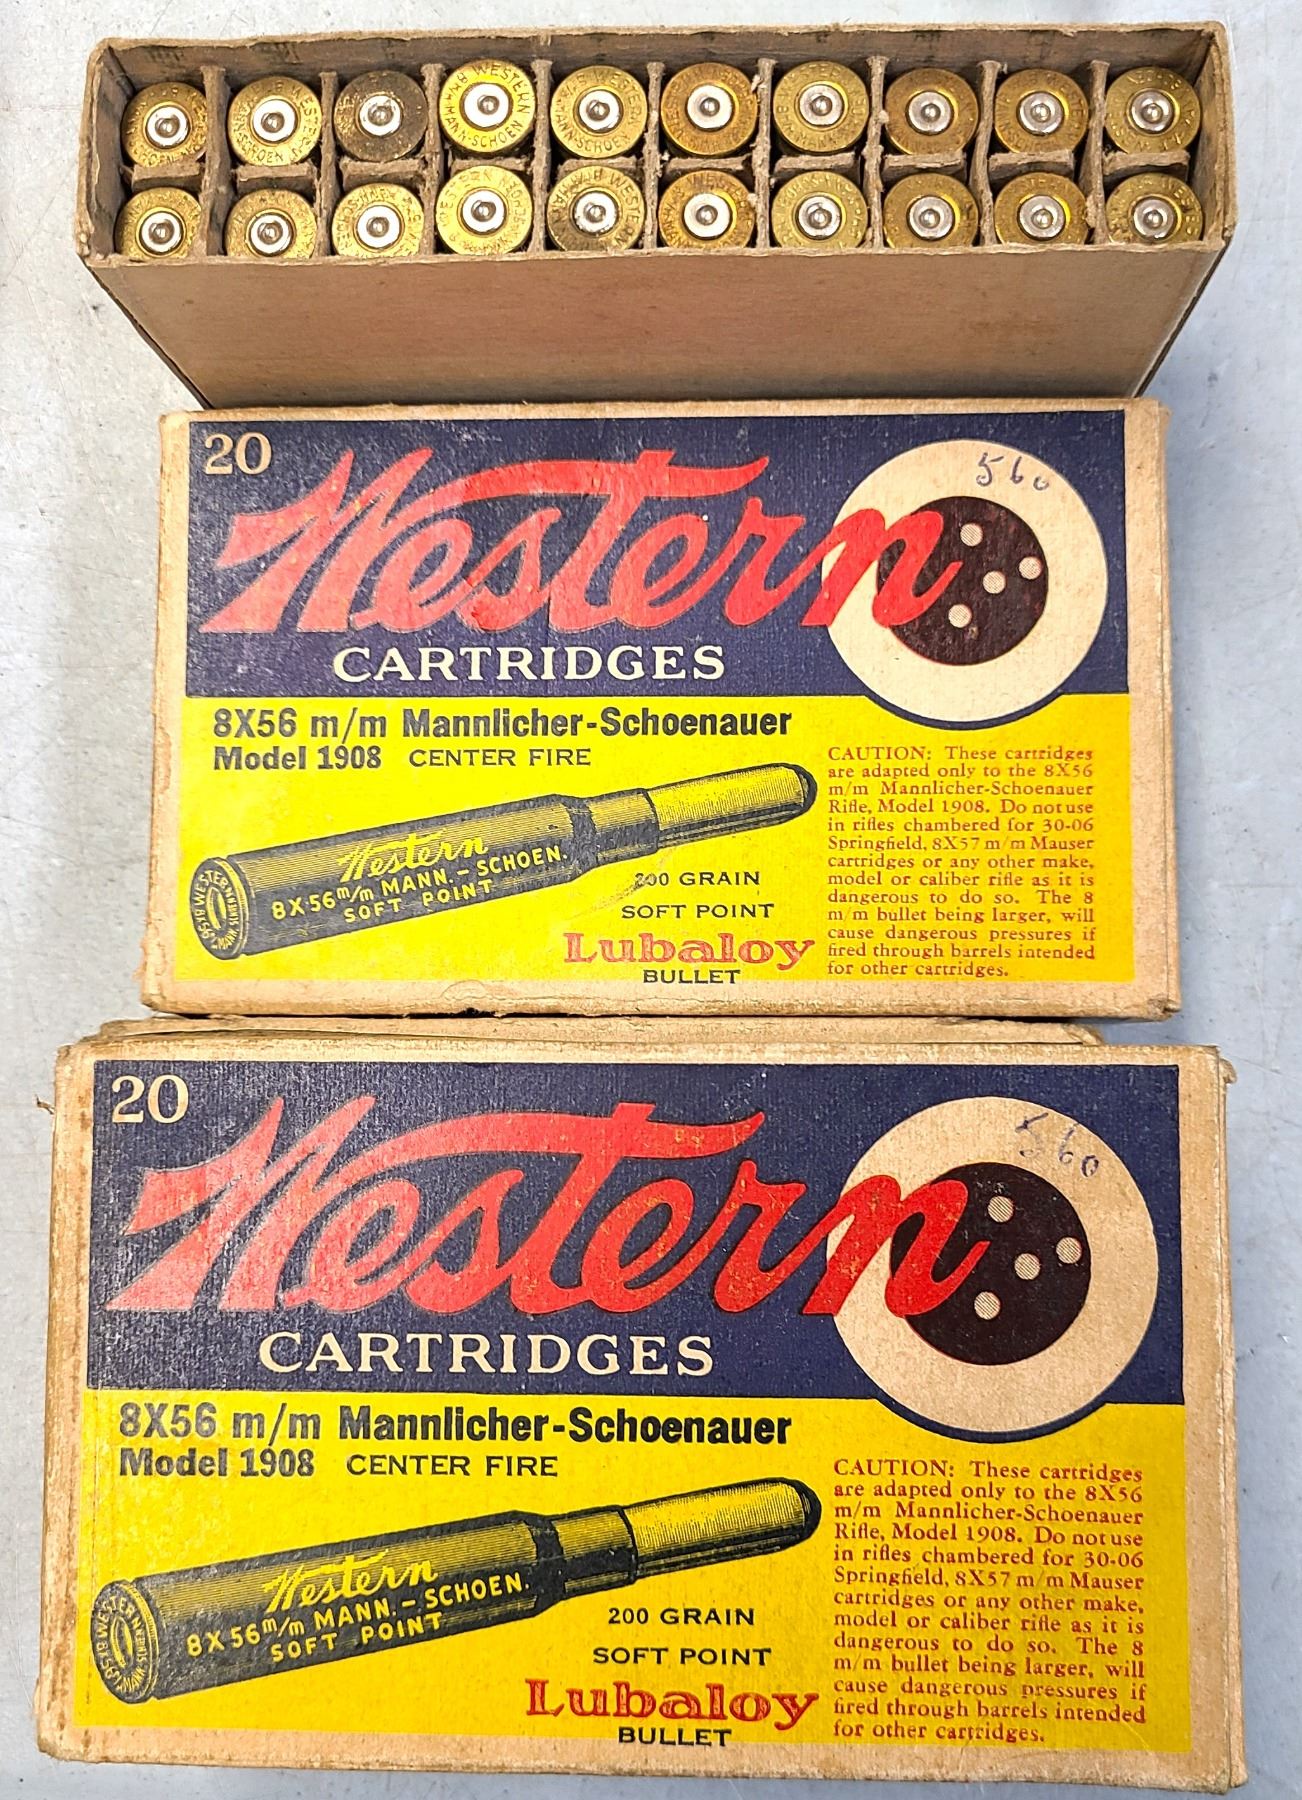 20
560
Western
CARTRIDGES
8X56 m/m Mannlicher-Schoenauer
Model 1908 CENTER FIRE
Western
8X56 m/m MANN.-SCHOEN.
SOFT POINT
200 GRAIN
SOFT POINT
Lubaloy
BULLET
CAUTION: These cartridges
are adapted only to the 8X56
m/m Mannlicher-Schoenauer
Rifle, Model 1908. Do not use
in rifles chambered for 30-06
Springfield, 8X57 m/m Mauser
cartridges or any other make,
model or caliber rifle as it is
dangerous to do so. The 8
m/m bullet being larger, will
cause dangerous pressures if
fired through barrels intended
for other cartridges.
20
560
Western
CARTRIDGES
8X56 m/m Mannlicher-Schoenauer
Model 1908 CENTER FIRE
Western
8X56 m/m MANN.-SCHOEN.
SOFT POINT
200 GRAIN
SOFT POINT
Lubaloy
BULLET
CAUTION: These cartridges
are adapted only to the 8X56
m/m Mannlicher-Schoenauer
Rifle, Model 1908. Do not use
in rifles chambered for 30-06
Springfield, 8X57 m/m Mauser
cartridges or any other make,
model or caliber rifle as it is
dangerous to do so. The 8
m/m bullet being larger, will
cause dangerous pressures if
fired through barrels intended
for other cartridges.